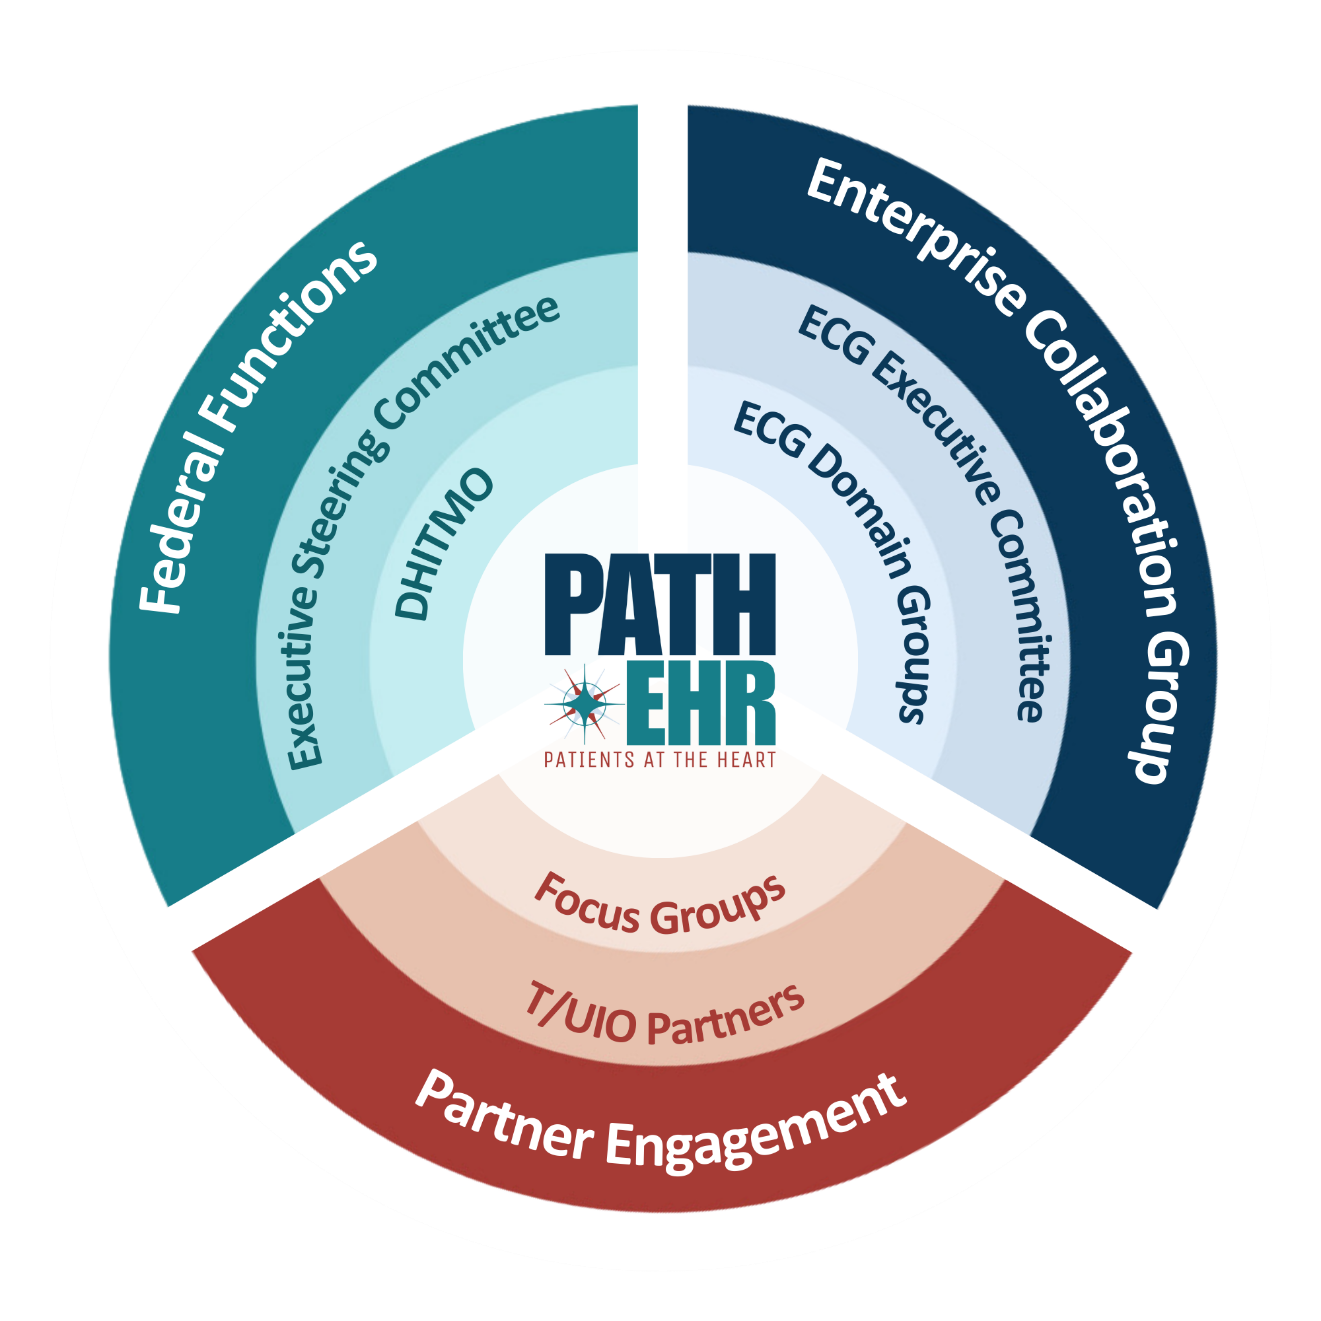 Federal Functions
Executive Steering Committee
DHITMO
Enterprise Collaboration Group
ECG Executive Committee
ECG Domain Groups
PATH
EHR
PATIENTS AT THE HEART
Focus Groups
T/UIO Partners
Partner Engagement